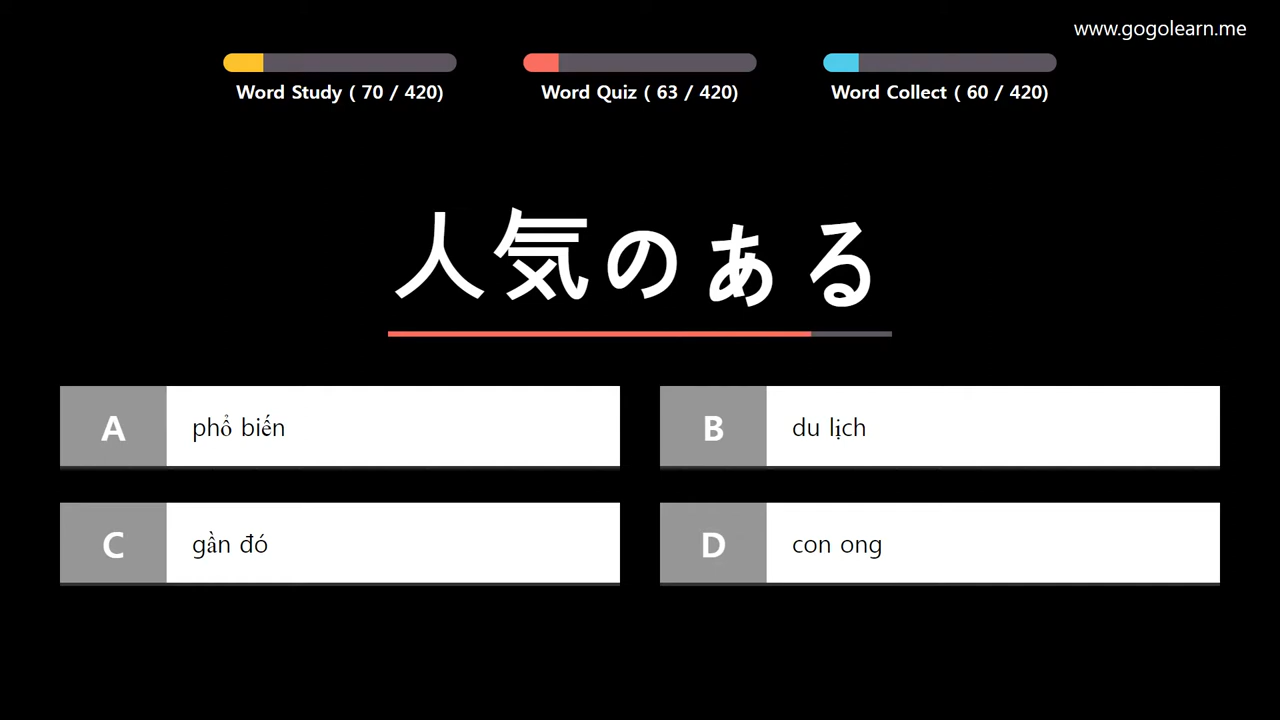 www.gogolearn.me
Word Study ( 70 / 420)
Word Quiz ( 63 / 420)
Word Collect ( 60 / 420)
人気のある
A phổ biến
B du lịch
C gần đó
D con ong